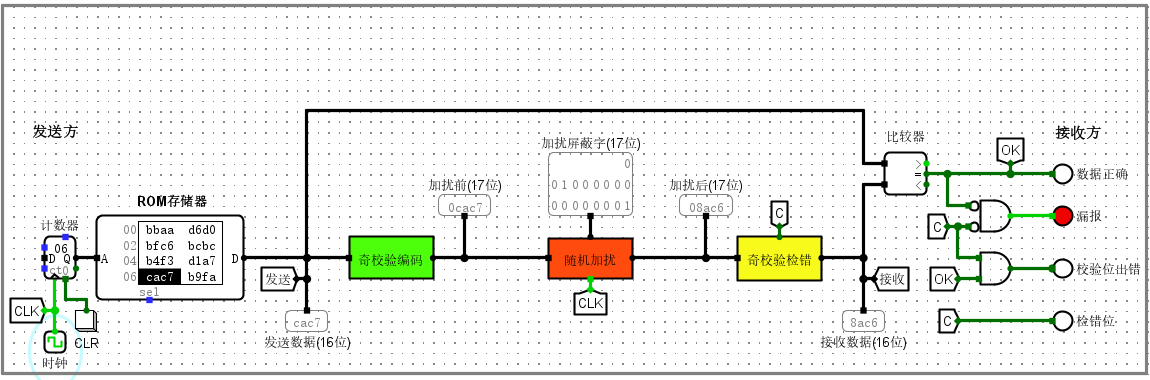 发送方
接收方
比较器
加扰屏蔽字(17位)
0
0 1 0 0 0 0 0 0
0 0 0 0 0 0 0 1
OK
数据正确
ROM存储器
加扰前(17位)
0cac7
加扰后(17位)
08ac6
C
漏报
计数器
06
D Q
ct0
A
D
00 bbaa d6d0
02 bfc6 bcbc
04 b4f3 d1a7
06 cac7 b9fa
sel
奇校验编码
随机加扰
奇校验检错
C
发送
接收
OK
校验位出错
CLK
CLR
时钟
CLK
cac7
发送数据(16位)
8ac6
接收数据(16位)
C
检错位
>
=
<